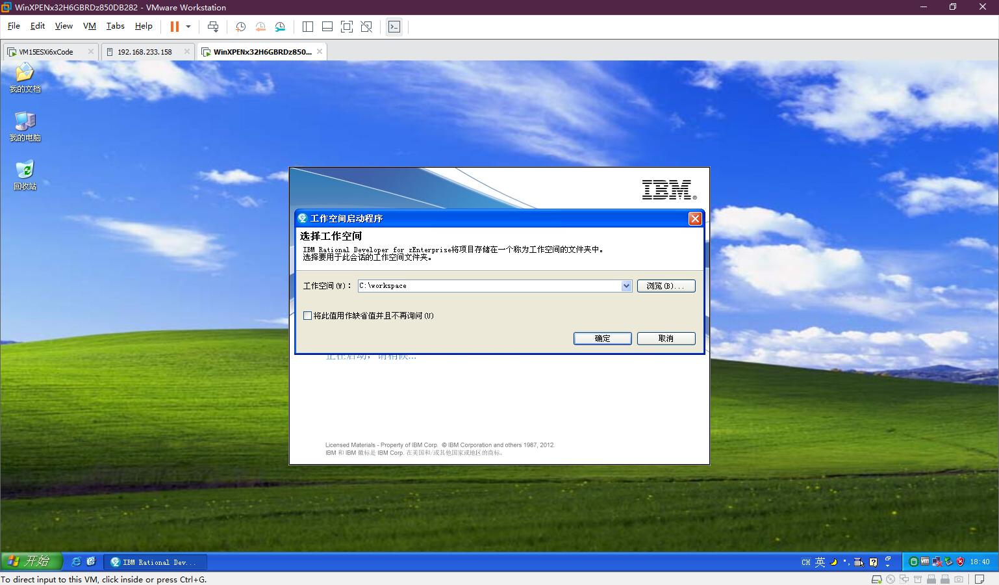 WinXPENx32H6GBRDz850DB282 - VMware Workstation
File Edit View VM Tabs Help
VM15ESXi6xCode
192.168.233.158
WinXPENx32H6GBRDz850...
我的文档
我的电脑
回收站
IBM
工作空间启动程序
选择工作空间
IBM Rational Developer for zEnterprise将项目存储在一个称为工作空间的文件夹中。
选择要用于此会话的工作空间文件夹。
工作空间(W)： C:\workspace 浏览(B)...
将此值用作缺省值并且不再询问(U)
确定 取消
正在启动，请稍候...
Licensed Materials - Property of IBM Corp. © IBM Corporation and others 1987, 2012.
IBM 和 IBM 徽标是 IBM Corp. 在美国和/或其他国家或地区的商标。
开始 IBM Rational Dev... CH 英 18:40
To direct input to this VM, click inside or press Ctrl+G.